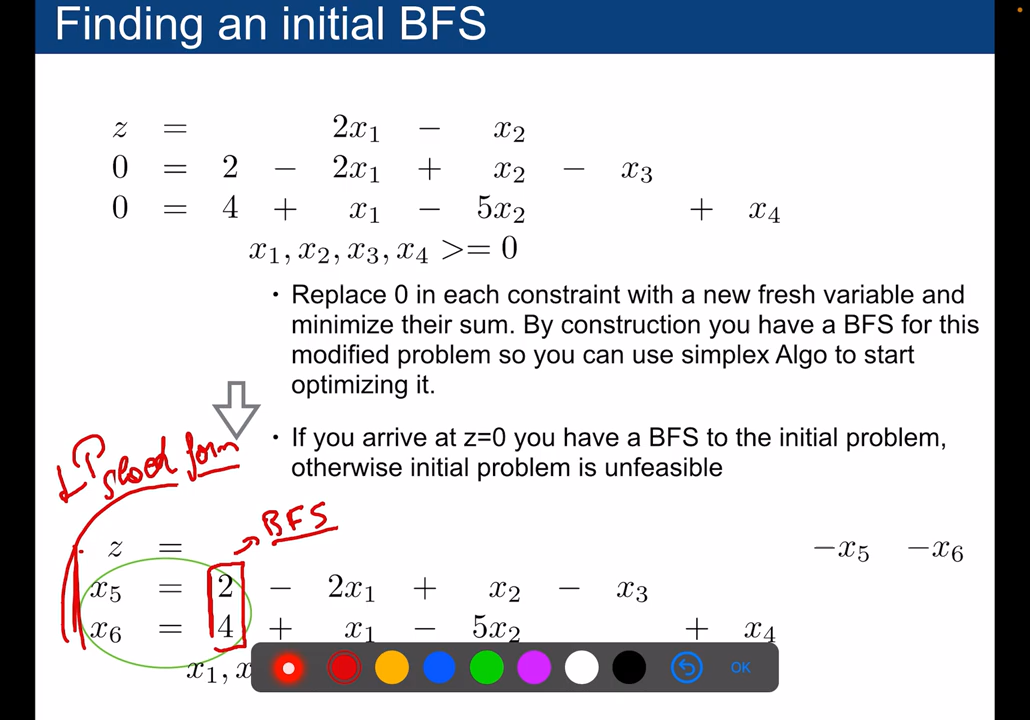 Finding an initial BFS
z = 2x₁ − x₂
0 = 2 − 2x₁ + x₂ − x₃
0 = 4 + x₁ − 5x₂ + x₄
x₁, x₂, x₃, x₄ >= 0
• Replace 0 in each constraint with a new fresh variable and
minimize their sum. By construction you have a BFS for this
modified problem so you can use simplex Algo to start
optimizing it.
• If you arrive at z=0 you have a BFS to the initial problem,
otherwise initial problem is unfeasible
LP slood form
BFS
z = −x₅ −x₆
x₅ = 2 − 2x₁ + x₂ − x₃
x₆ = 4 + x₁ − 5x₂ + x₄
x₁, x
OK